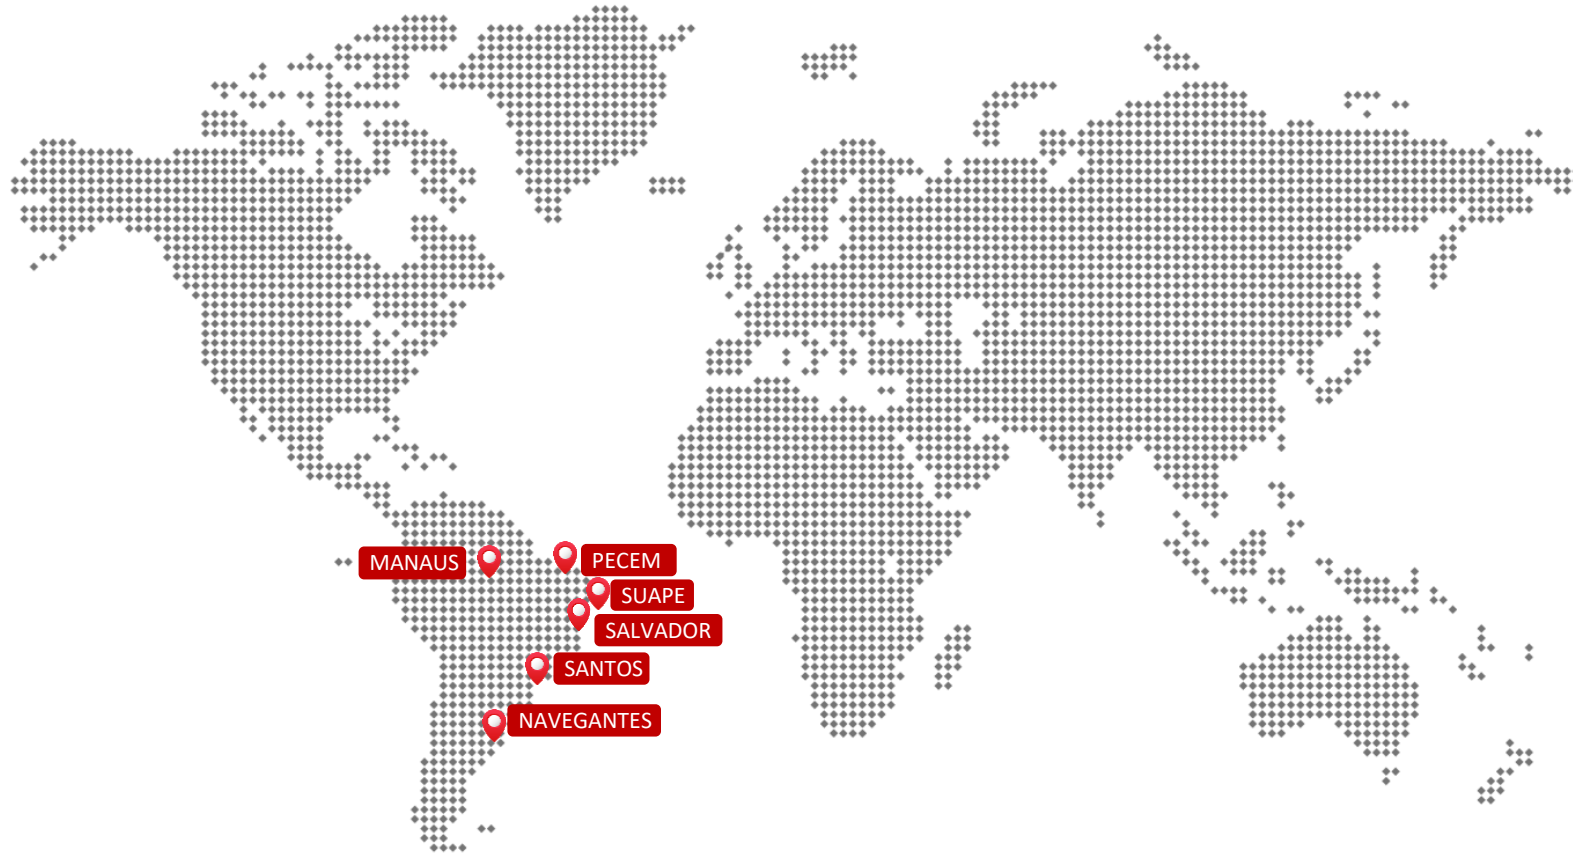 MANAUS
PECEM
SUAPE
SALVADOR
SANTOS
NAVEGANTES